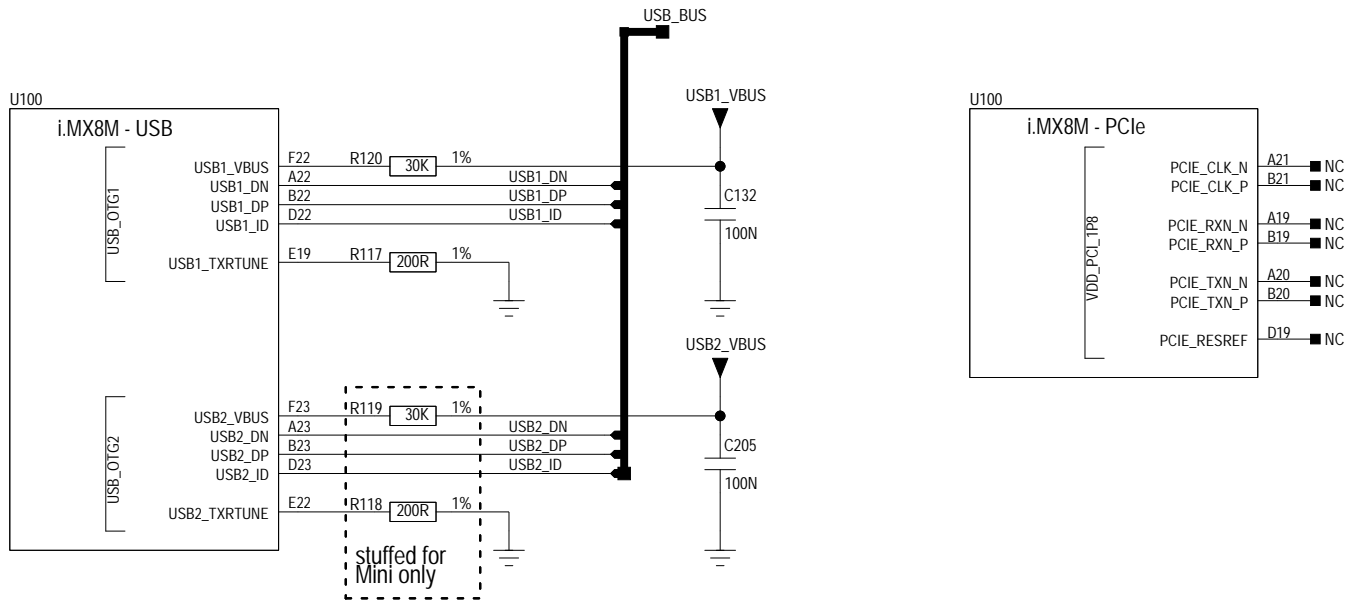 USB_BUS
U100
i.MX8M - USB
USB_OTG1
USB1_VBUS F22 R120 30K 1%
USB1_DN A22 USB1_DN
USB1_DP B22 USB1_DP
USB1_ID D22 USB1_ID
USB1_TXRTUNE E19 R117 200R 1%
USB1_VBUS
C132
100N
USB_OTG2
USB2_VBUS F23 R119 30K 1%
USB2_DN A23 USB2_DN
USB2_DP B23 USB2_DP
USB2_ID D23 USB2_ID
USB2_TXRTUNE E22 R118 200R 1%
stuffed for
Mini only
USB2_VBUS
C205
100N
U100
i.MX8M - PCIe
VDD_PCI_1P8
PCIE_CLK_N A21 NC
PCIE_CLK_P B21 NC
PCIE_RXN_N A19 NC
PCIE_RXN_P B19 NC
PCIE_TXN_N A20 NC
PCIE_TXN_P B20 NC
PCIE_RESREF D19 NC